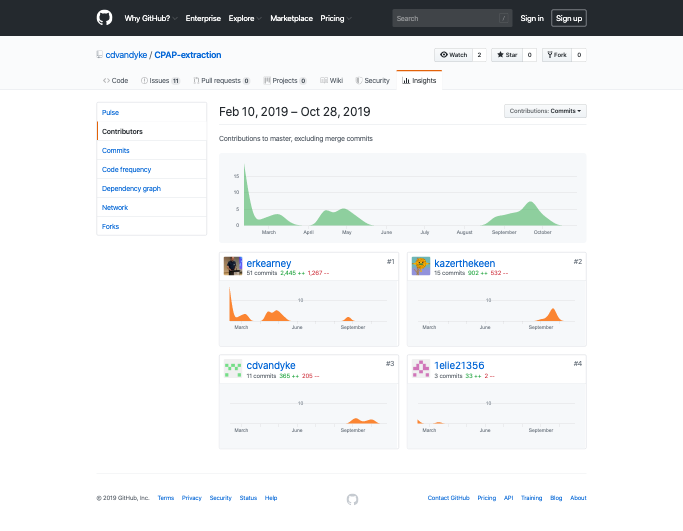 Why GitHub? Enterprise Explore Marketplace Pricing Search / Sign in Sign up
cdvandyke / CPAP-extraction Watch 2 Star 0 Fork 0
Code Issues 11 Pull requests 0 Projects 0 Wiki Security Insights
Pulse
Contributors
Commits
Code frequency
Dependency graph
Network
Forks
Feb 10, 2019 – Oct 28, 2019 Contributions: Commits
Contributions to master, excluding merge commits
15
10
5
0
March April May June July August September October
erkearney #1
51 commits 2,445 ++ 1,267 --
10
March June September
kazerthekeen #2
15 commits 902 ++ 532 --
10
March June September
cdvandyke #3
11 commits 365 ++ 205 --
10
March June September
1elie21356 #4
3 commits 33 ++ 2 --
10
March June September
© 2019 GitHub, Inc. Terms Privacy Security Status Help Contact GitHub Pricing API Training Blog About